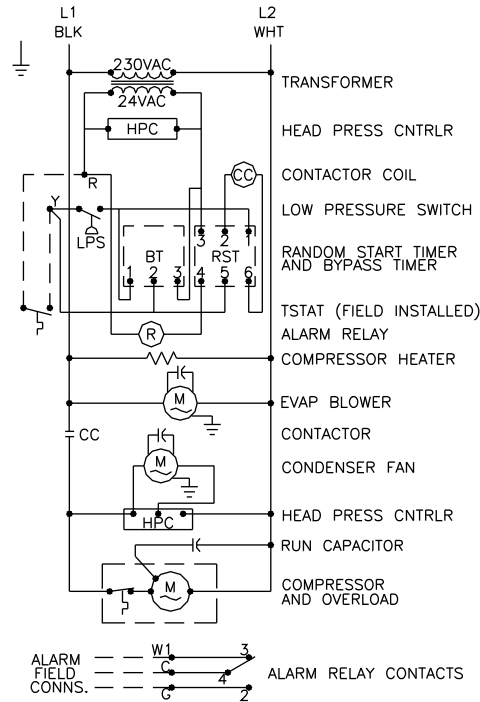 L1 L2
BLK WHT
230VAC
TRANSFORMER
24VAC
HPC HEAD PRESS CNTRLR
CC CONTACTOR COIL
R
Y LOW PRESSURE SWITCH
LPS
3 2 1
BT RST RANDOM START TIMER
AND BYPASS TIMER
1 2 3 4 5 6
TSTAT (FIELD INSTALLED)
R ALARM RELAY
COMPRESSOR HEATER
M EVAP BLOWER
CC CONTACTOR
M CONDENSER FAN
HPC HEAD PRESS CNTRLR
RUN CAPACITOR
M COMPRESSOR
AND OVERLOAD
W1 3
ALARM C
FIELD 4 ALARM RELAY CONTACTS
CONNS. G 2